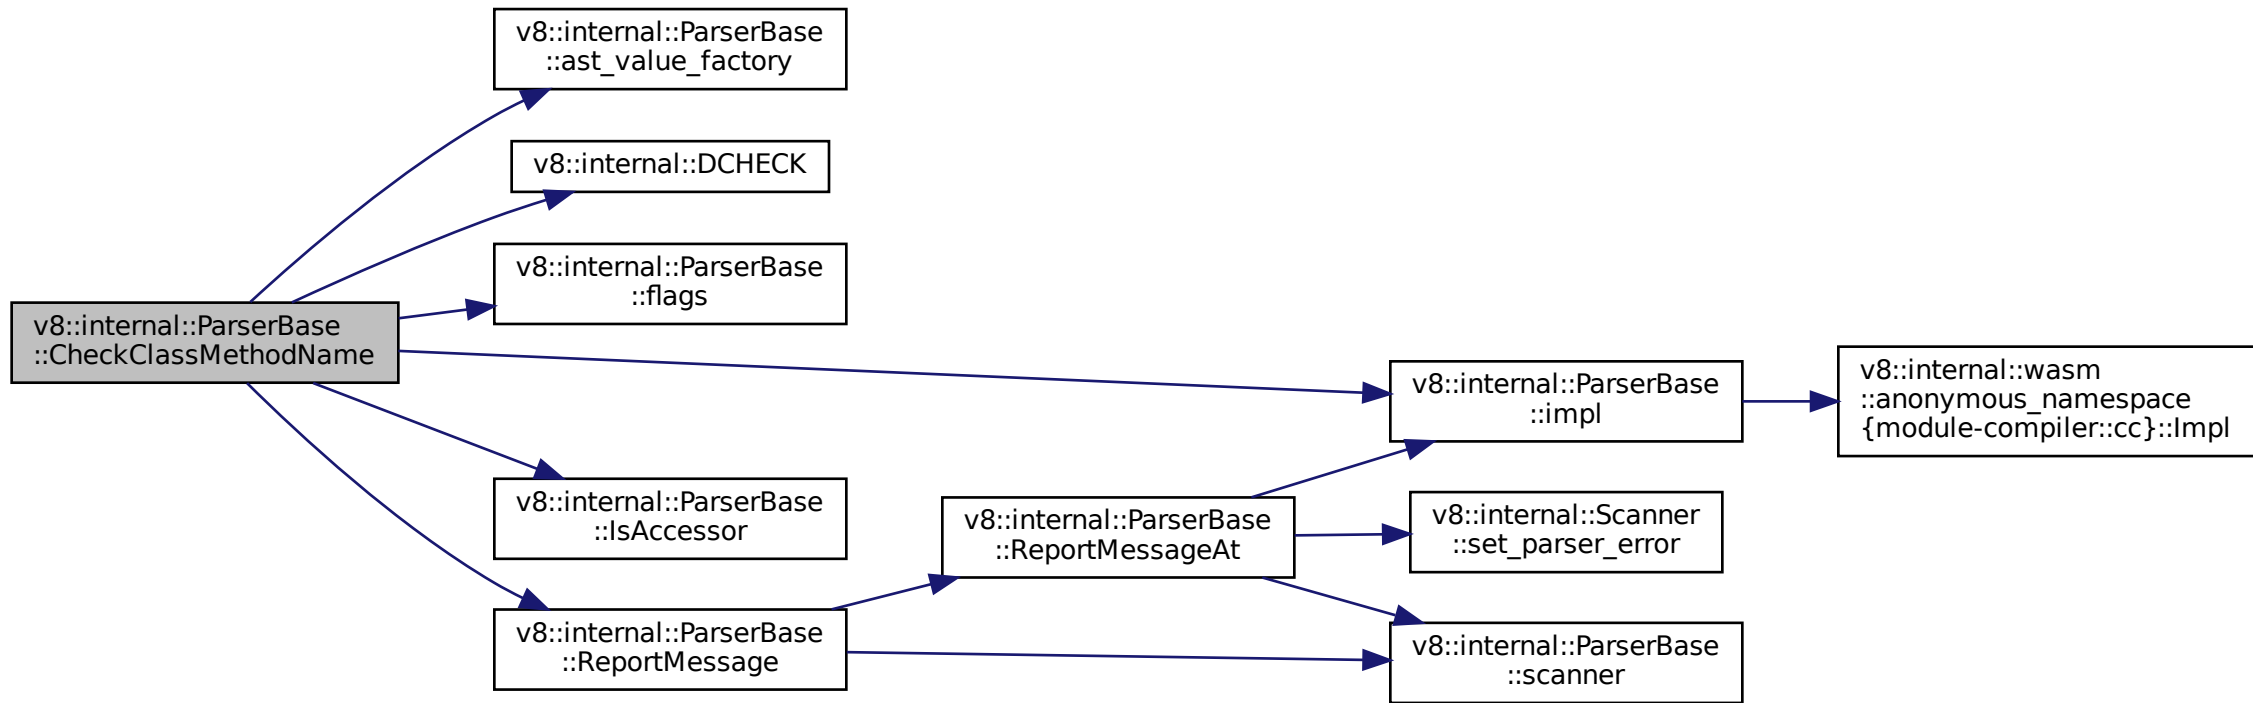 v8::internal::ParserBase
::CheckClassMethodName
v8::internal::ParserBase
::ast_value_factory
v8::internal::DCHECK
v8::internal::ParserBase
::flags
v8::internal::ParserBase
::IsAccessor
v8::internal::ParserBase
::ReportMessage
v8::internal::ParserBase
::ReportMessageAt
v8::internal::ParserBase
::impl
v8::internal::Scanner
::set_parser_error
v8::internal::ParserBase
::scanner
v8::internal::wasm
::anonymous_namespace
{module-compiler::cc}::Impl